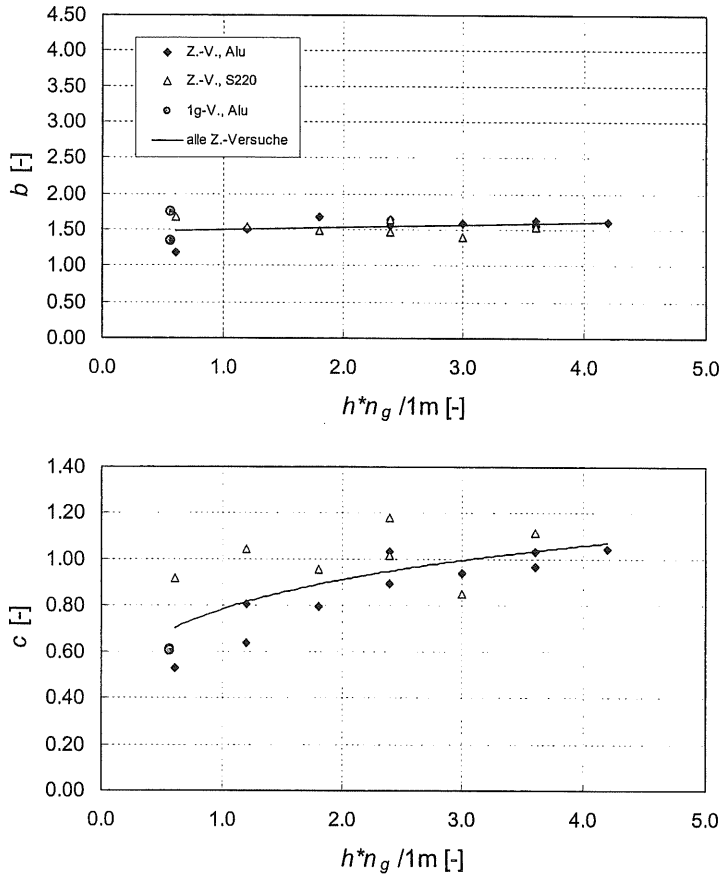 4.50
4.00
3.50
3.00
2.50
2.00
1.50
1.00
0.50
0.00
b [-]
Z.-V., Alu
Z.-V., S220
1g-V., Alu
alle Z.-Versuche
0.0 1.0 2.0 3.0 4.0 5.0
h*n_g /1m [-]
1.40
1.20
1.00
0.80
0.60
0.40
0.20
0.00
c [-]
0.0 1.0 2.0 3.0 4.0 5.0
h*n_g /1m [-]